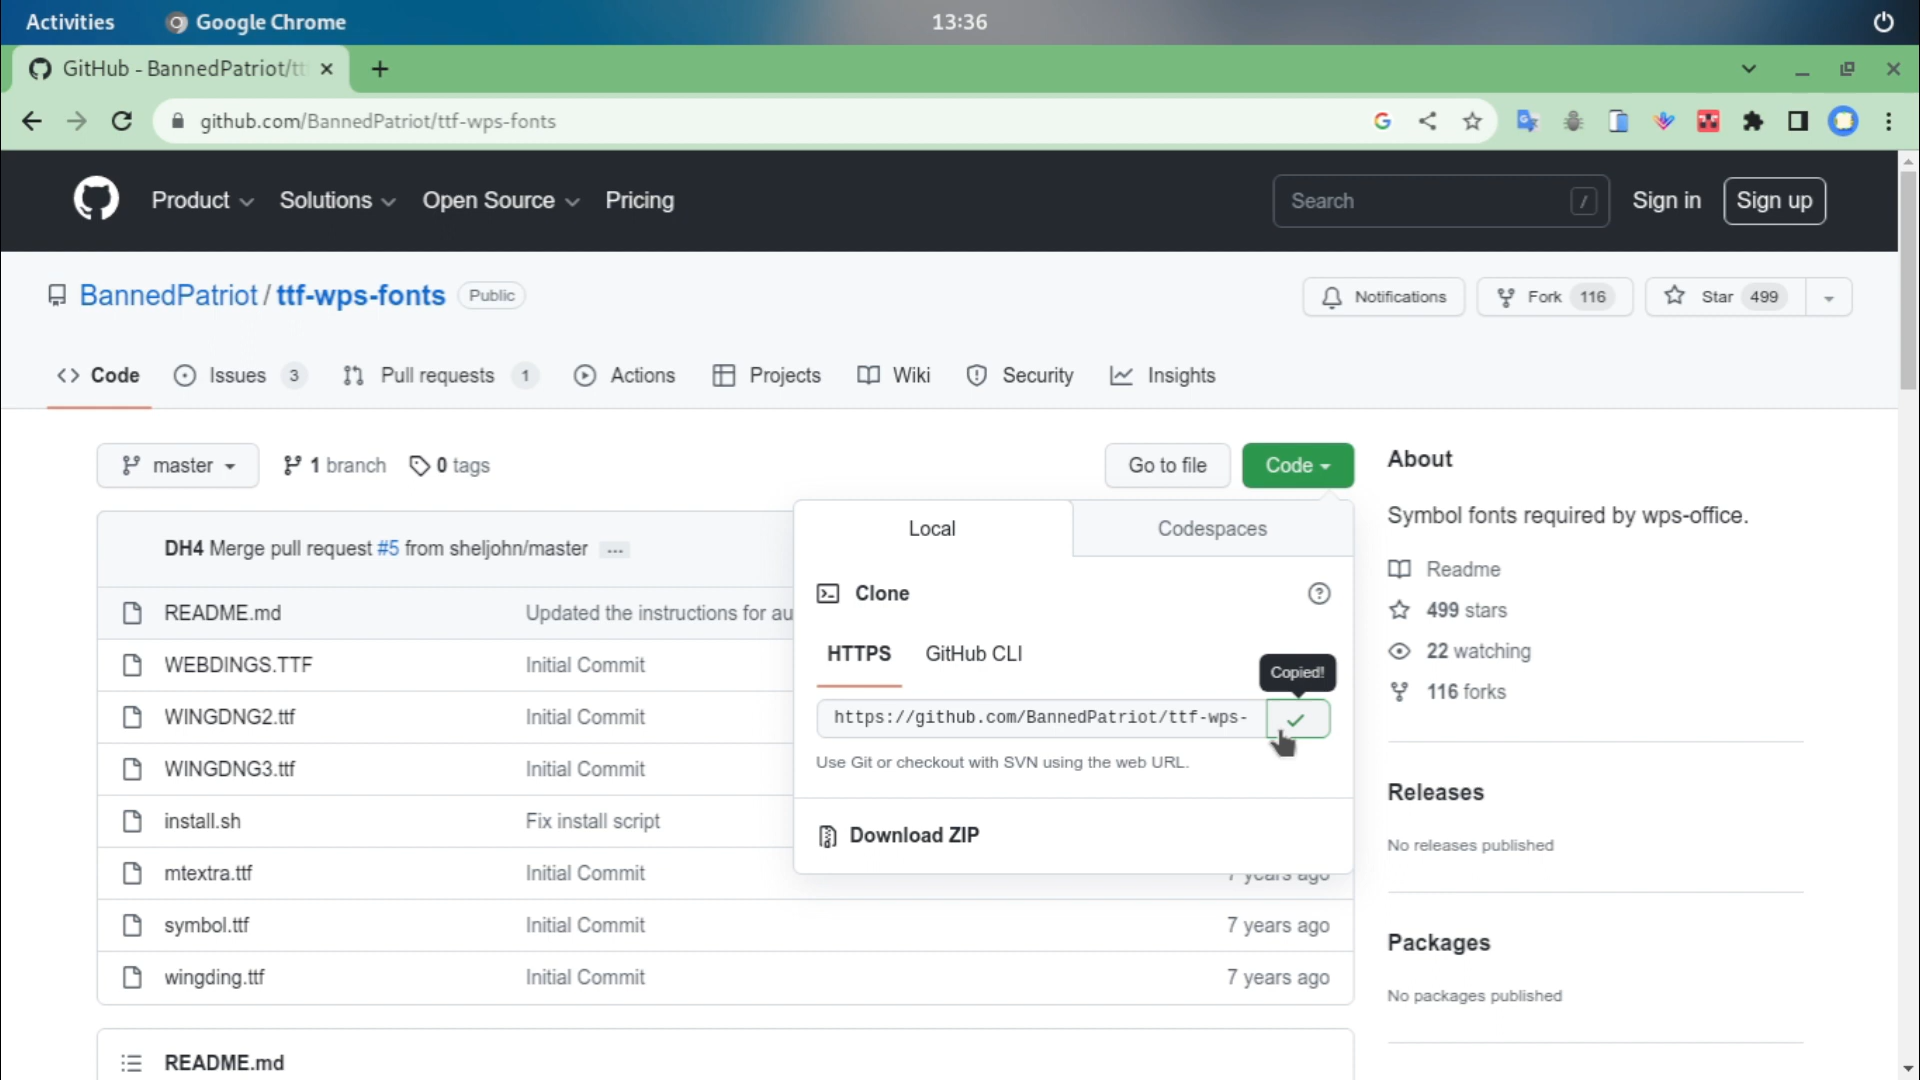 Activities Google Chrome 13:36
GitHub - BannedPatriot/tt
github.com/BannedPatriot/ttf-wps-fonts
Product Solutions Open Source Pricing Search / Sign in Sign up
BannedPatriot / ttf-wps-fonts Public Notifications Fork 116 Star 499
Code Issues 3 Pull requests 1 Actions Projects Wiki Security Insights
master 1 branch 0 tags Go to file Code
DH4 Merge pull request #5 from sheljohn/master ...
README.md Updated the instructions for au
WEBDINGS.TTF Initial Commit
WINGDNG2.ttf Initial Commit
WINGDNG3.ttf Initial Commit
install.sh Fix install script
mtextra.ttf Initial Commit 7 years ago
symbol.ttf Initial Commit 7 years ago
wingding.ttf Initial Commit 7 years ago
README.md
Local Codespaces
Clone
HTTPS GitHub CLI
Copied!
https://github.com/BannedPatriot/ttf-wps-
Use Git or checkout with SVN using the web URL.
Download ZIP
About
Symbol fonts required by wps-office.
Readme
499 stars
22 watching
116 forks
Releases
No releases published
Packages
No packages published